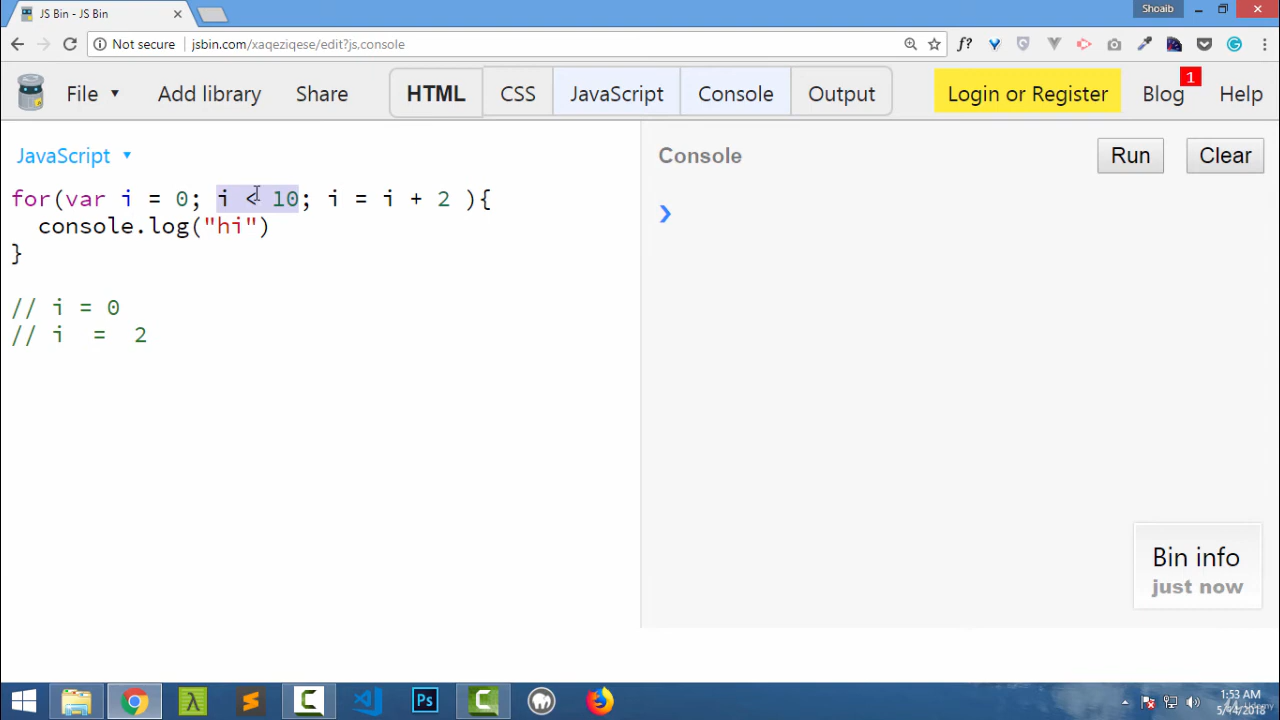 JS Bin - JS Bin
Shoaib
Not secure jsbin.com/xaqeziqese/edit?js,console
f?
File Add library Share HTML CSS JavaScript Console Output Login or Register Blog 1 Help
JavaScript
for(var i = 0; i < 10; i = i + 2 ){
console.log("hi")
}
// i = 0
// i = 2
Console
Run Clear
Bin info
just now
Ps
1:53 AM
5/14/2018